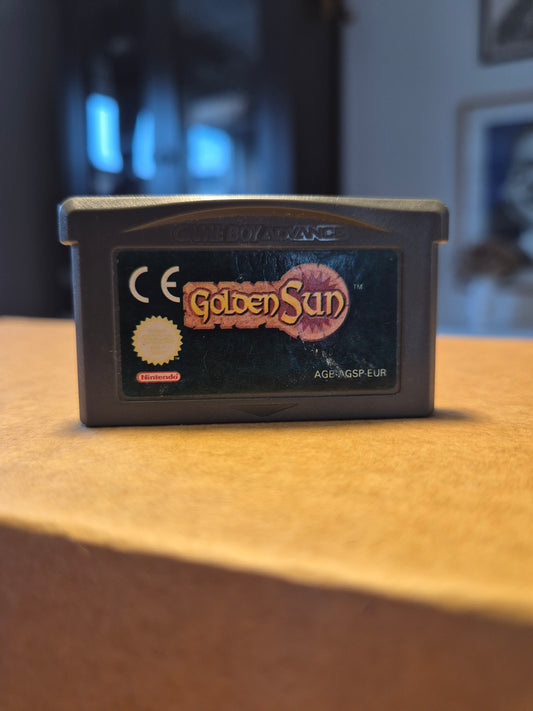 GAME BOY ADVANCE
CE
Golden Sun
TM
Nintendo
AGB-AGSP-EUR